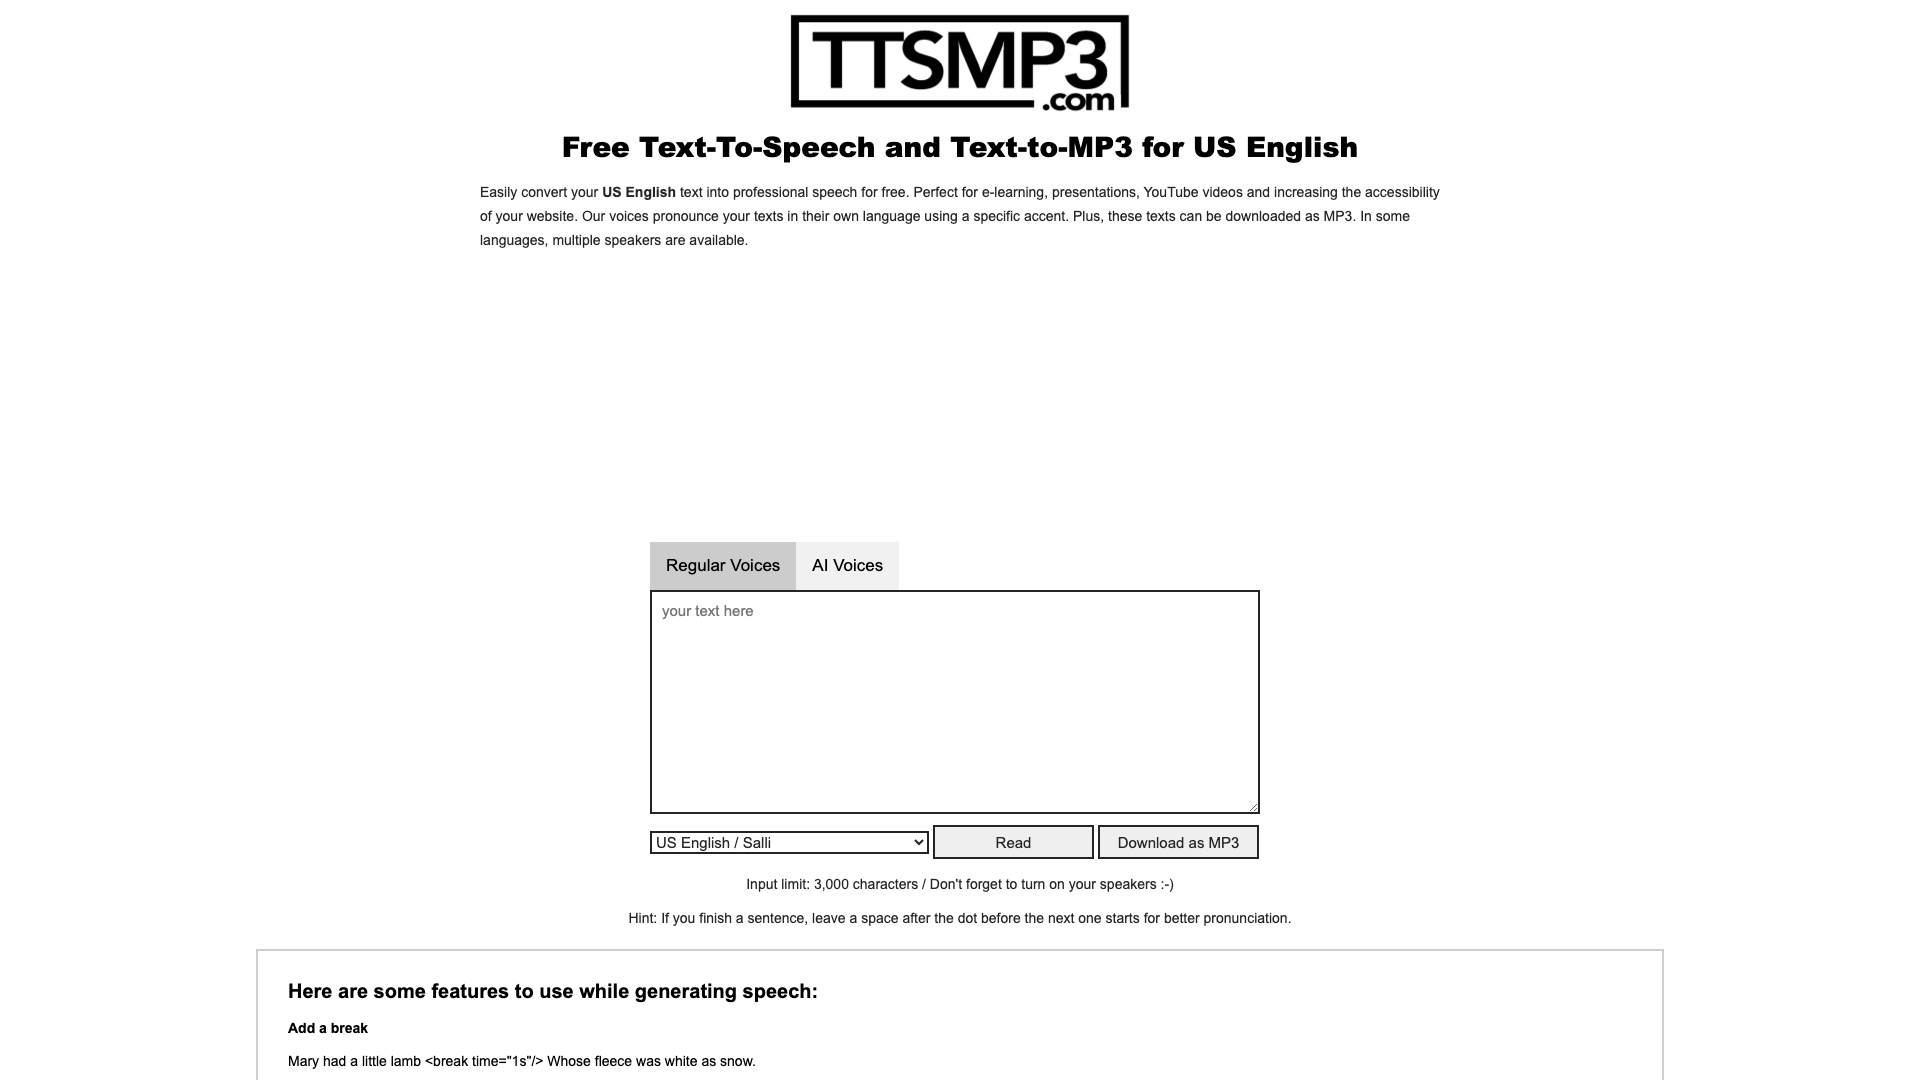 TTSMP3
.com
Free Text-To-Speech and Text-to-MP3 for US English
Easily convert your US English text into professional speech for free. Perfect for e-learning, presentations, YouTube videos and increasing the accessibility
of your website. Our voices pronounce your texts in their own language using a specific accent. Plus, these texts can be downloaded as MP3. In some
languages, multiple speakers are available.
Regular Voices AI Voices
your text here
US English / Salli Read Download as MP3
Input limit: 3,000 characters / Don't forget to turn on your speakers :-)
Hint: If you finish a sentence, leave a space after the dot before the next one starts for better pronunciation.
Here are some features to use while generating speech:
Add a break
Mary had a little lamb <break time="1s"/> Whose fleece was white as snow.